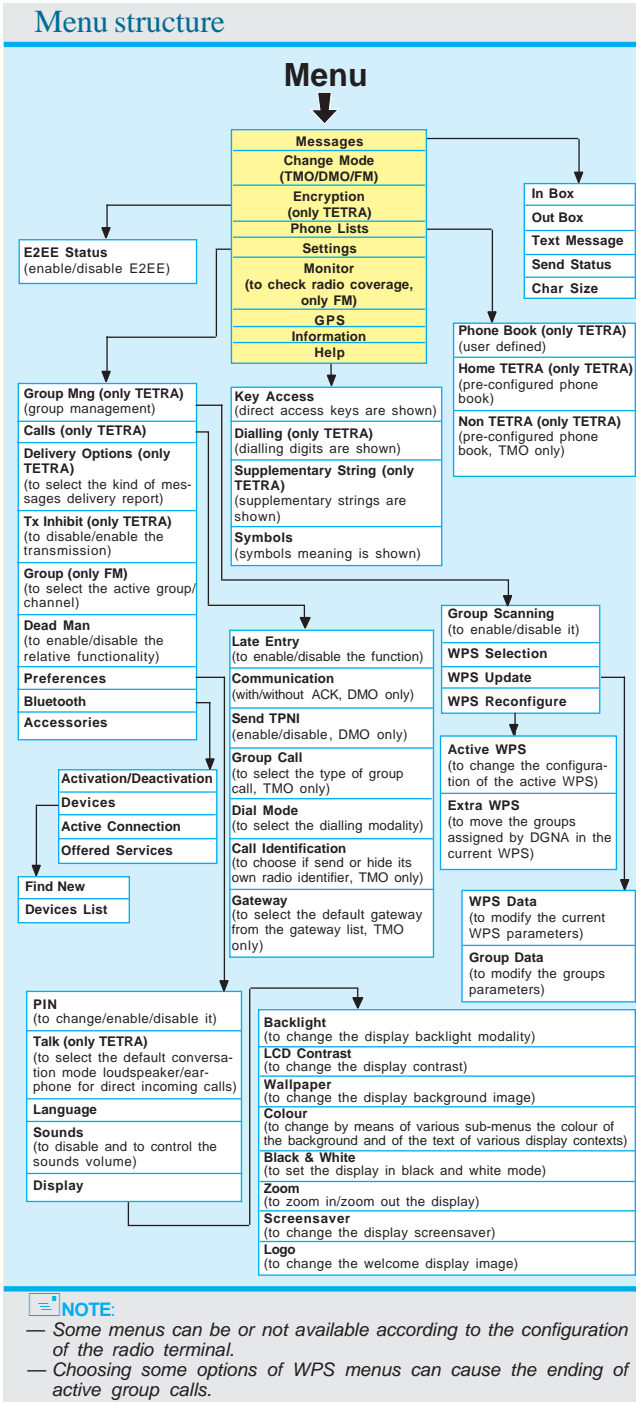 Menu structure
Menu
Messages
Change Mode
(TMO/DMO/FM)
Encryption
(only TETRA)
Phone Lists
Settings
Monitor
(to check radio coverage,
only FM)
GPS
Information
Help
In Box
Out Box
Text Message
Send Status
Char Size
E2EE Status
(enable/disable E2EE)
Phone Book (only TETRA)
(user defined)
Home TETRA (only TETRA)
(pre-configured phone
book)
Non TETRA (only TETRA)
(pre-configured phone
book, TMO only)
Group Mng (only TETRA)
(group management)
Calls (only TETRA)
Delivery Options (only
TETRA)
(to select the kind of mes-
sages delivery report)
Tx Inhibit (only TETRA)
(to disable/enable the
transmission)
Group (only FM)
(to select the active group/
channel)
Dead Man
(to enable/disable the
relative functionality)
Preferences
Bluetooth
Accessories
Key Access
(direct access keys are shown)
Dialling (only TETRA)
(dialling digits are shown)
Supplementary String (only
TETRA)
(supplementary strings are
shown)
Symbols
(symbols meaning is shown)
Group Scanning
(to enable/disable it)
WPS Selection
WPS Update
WPS Reconfigure
Late Entry
(to enable/disable the function)
Communication
(with/without ACK, DMO only)
Send TPNI
(enable/disable, DMO only)
Group Call
(to select the type of group
call, TMO only)
Dial Mode
(to select the dialling modality)
Call Identification
(to choose if send or hide its
own radio identifier, TMO only)
Gateway
(to select the default gateway
from the gateway list, TMO
only)
Active WPS
(to change the configura-
tion of the active WPS)
Extra WPS
(to move the groups
assigned by DGNA in the
current WPS)
Activation/Deactivation
Devices
Active Connection
Offered Services
Find New
Devices List
WPS Data
(to modify the current
WPS parameters)
Group Data
(to modify the groups
parameters)
PIN
(to change/enable/disable it)
Talk (only TETRA)
(to select the default conversa-
tion mode loudspeaker/ear-
phone for direct incoming calls)
Language
Sounds
(to disable and to control the
sounds volume)
Display
Backlight
(to change the display backlight modality)
LCD Contrast
(to change the display contrast)
Wallpaper
(to change the display background image)
Colour
(to change by means of various sub-menus the colour of
the background and of the text of various display contexts)
Black & White
(to set the display in black and white mode)
Zoom
(to zoom in/zoom out the display)
Screensaver
(to change the display screensaver)
Logo
(to change the welcome display image)
NOTE:
— Some menus can be or not available according to the configuration
of the radio terminal.
— Choosing some options of WPS menus can cause the ending of
active group calls.